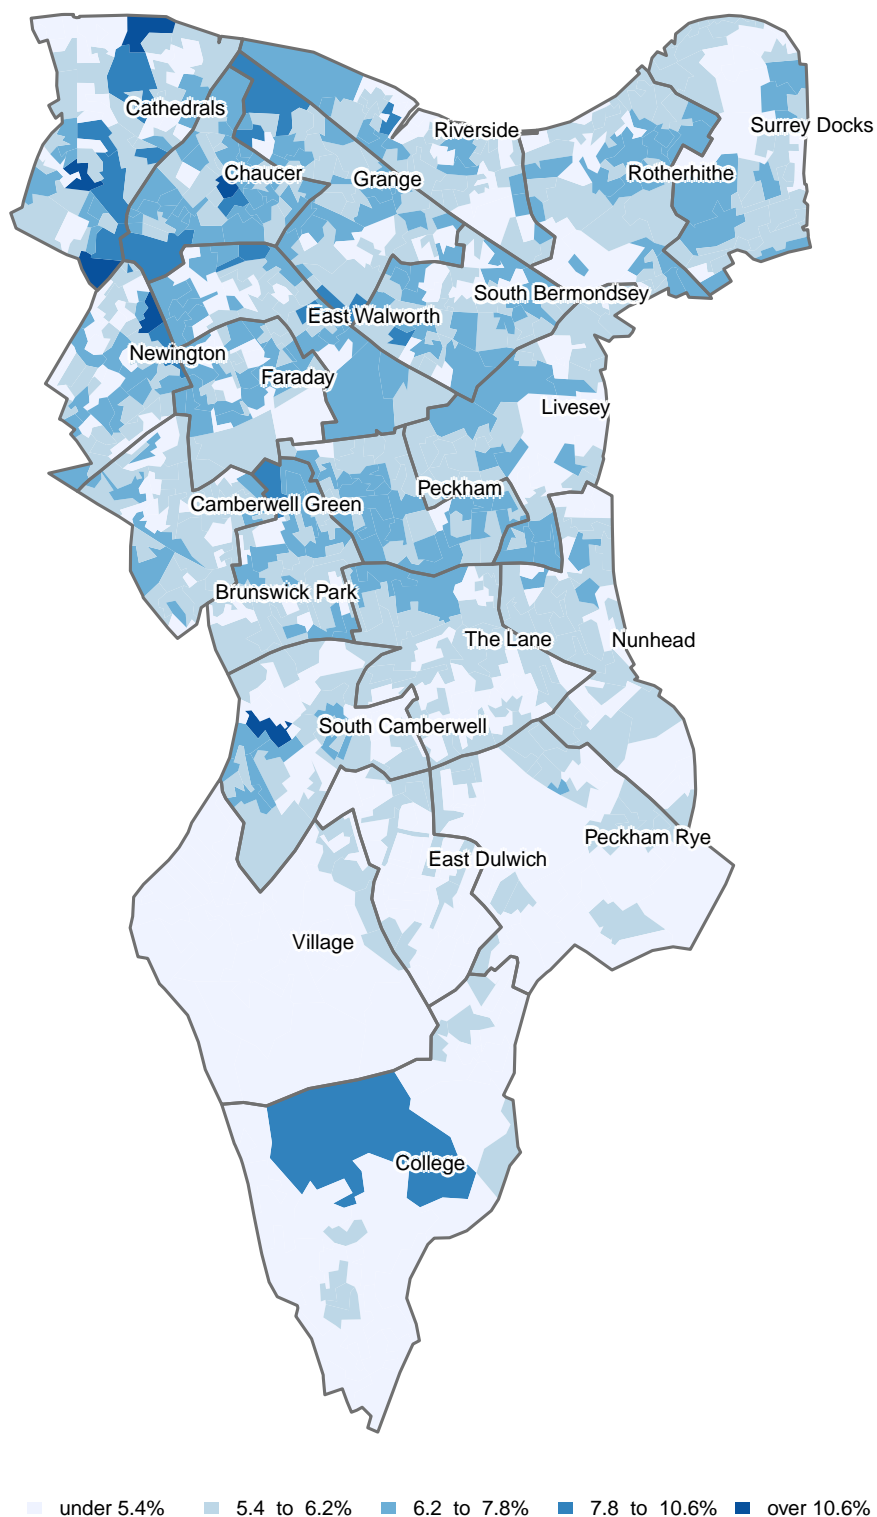 Cathedrals
Surrey Docks
Riverside
Chaucer
Grange
Rotherhithe
South Bermondsey
East Walworth
Newington
Faraday
Livesey
Peckham
Camberwell Green
Brunswick Park
The Lane
Nunhead
South Camberwell
Peckham Rye
East Dulwich
Village
College
under 5.4% 5.4 to 6.2% 6.2 to 7.8% 7.8 to 10.6% over 10.6%